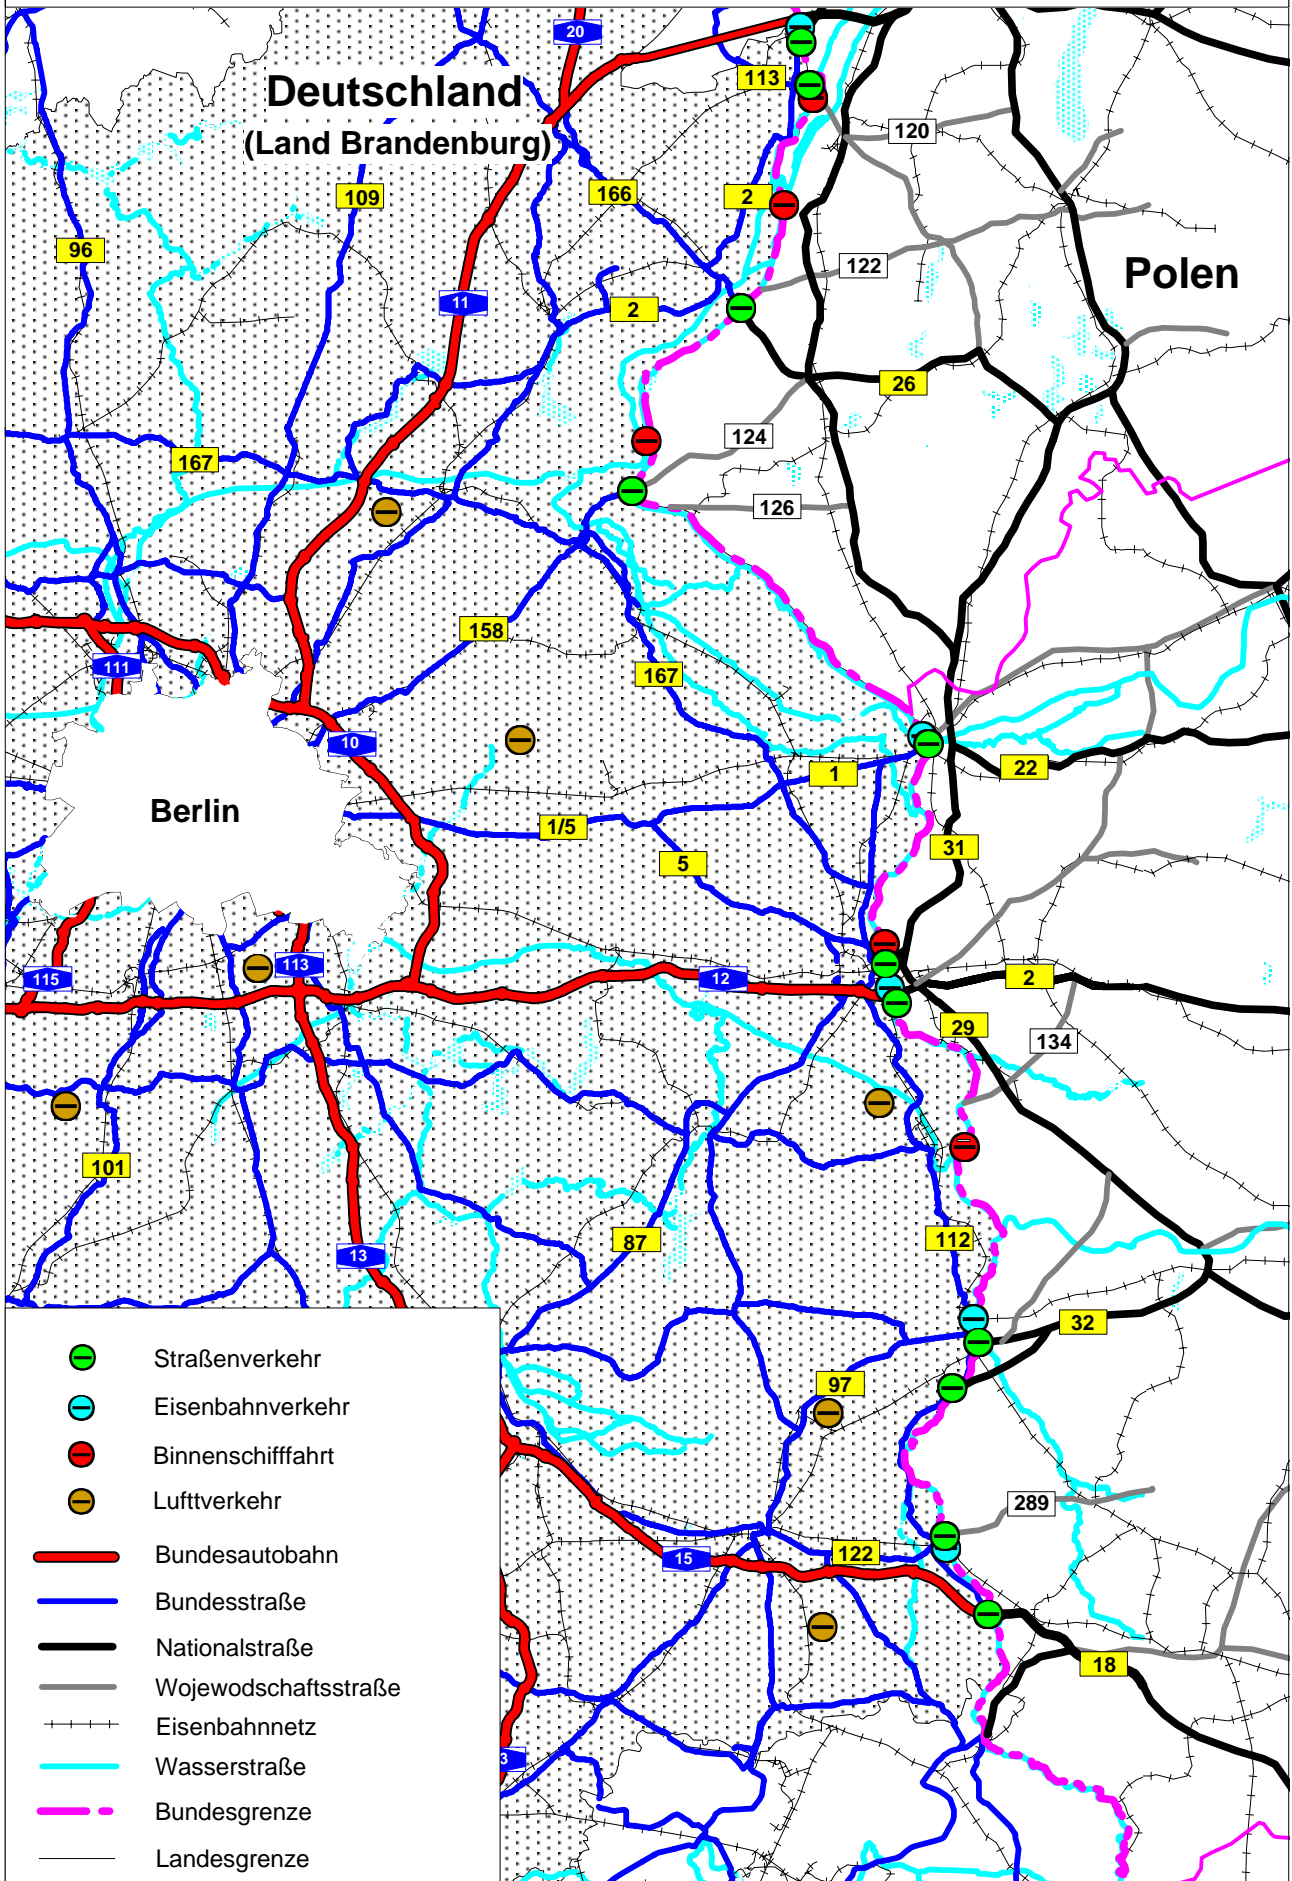 20
Deutschland
(Land Brandenburg)
113
120
109
166
2
96
122
Polen
11
2
26
124
167
126
158
111
167
10
22
1
Berlin
1/5
31
5
115
113
12
2
29
134
101
87
112
13
32
97
289
15
122
18
3
Straßenverkehr
Eisenbahnverkehr
Binnenschifffahrt
Lufttverkehr
Bundesautobahn
Bundesstraße
Nationalstraße
Wojewodschaftsstraße
Eisenbahnnetz
Wasserstraße
Bundesgrenze
Landesgrenze